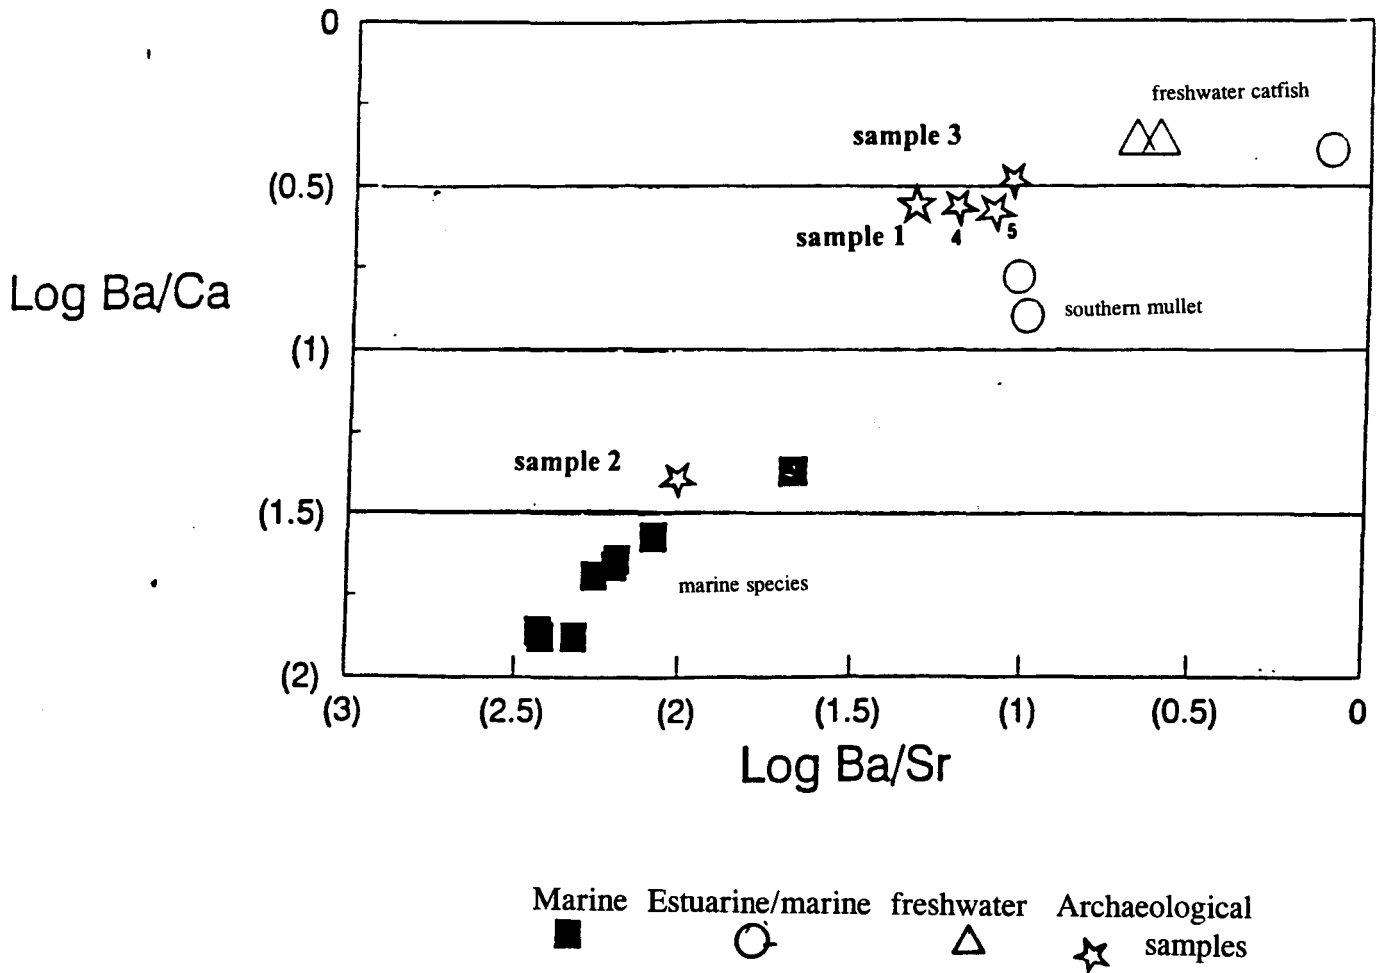 0
freshwater catfish
sample 3
(0.5)
sample 1
4
5
Log Ba/Ca
southern mullet
(1)
sample 2
(1.5)
marine species
(2)
(3) (2.5) (2) (1.5) (1) (0.5) 0
Log Ba/Sr
Marine Estuarine/marine freshwater Archaeological
samples